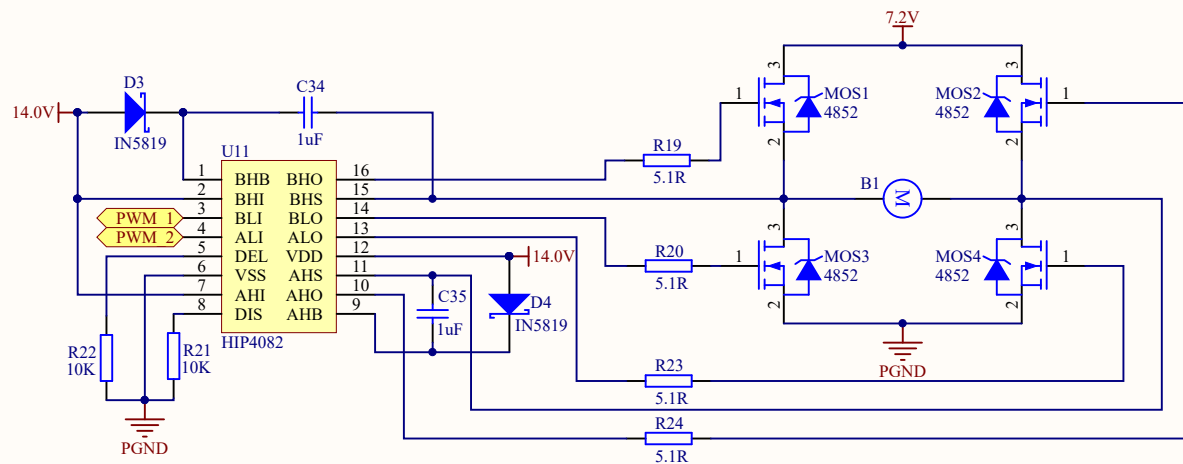 7.2V
D3
C34
14.0V
IN5819
1uF
3
3
1
MOS1
4852
MOS2
4852
1
2
2
U11
R19
5.1R
1 BHB BHO 16
2 BHI BHS 15
PWM_1 3 BLI BLO 14
PWM_2 4 ALI ALO 13
5 DEL VDD 12
6 VSS AHS 11
7 AHI AHO 10
8 DIS AHB 9
HIP4082
14.0V
B1
M
R20
5.1R
3
3
1
MOS3
4852
MOS4
4852
1
2
2
C35
1uF
D4
IN5819
R22
10K
R21
10K
PGND
PGND
R23
5.1R
R24
5.1R